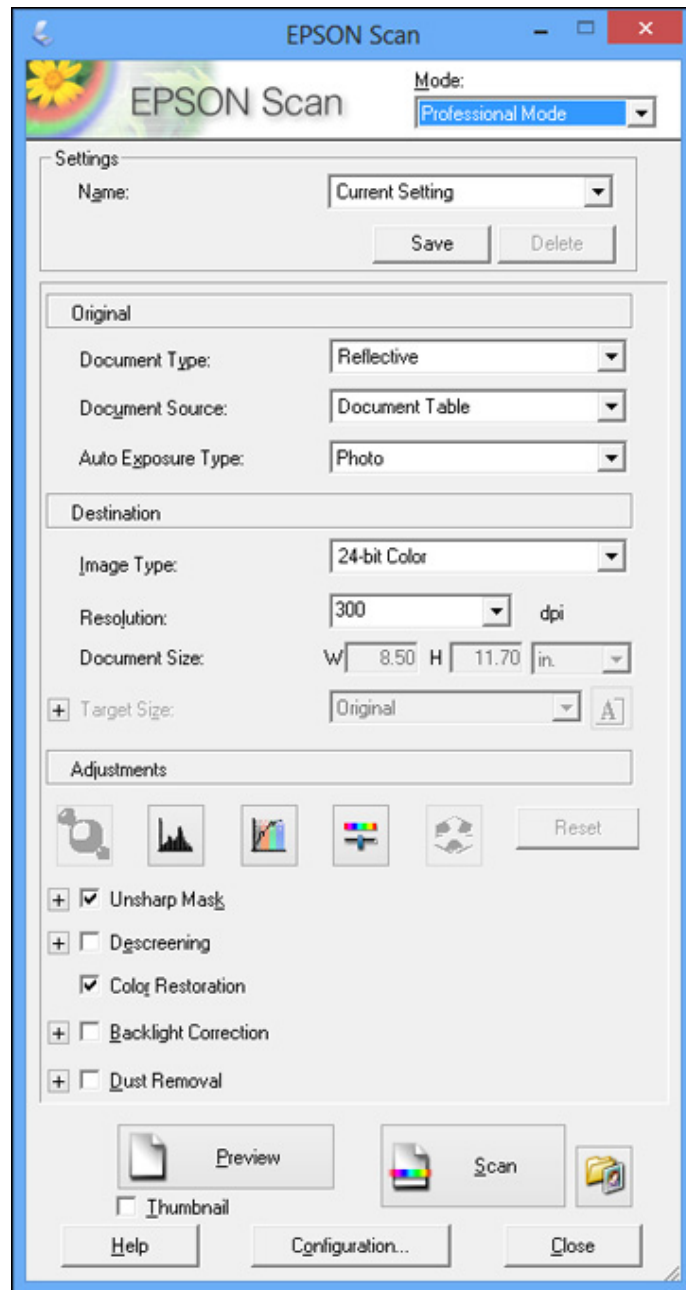 EPSON Scan
EPSON Scan
Mode:
Professional Mode
Settings
Name:
Current Setting
Save
Delete
Original
Document Type:
Reflective
Document Source:
Document Table
Auto Exposure Type:
Photo
Destination
Image Type:
24-bit Color
Resolution:
300
dpi
Document Size:
W 8.50 H 11.70 in.
Target Size:
Original
A
Adjustments
Reset
Unsharp Mask
Descreening
Color Restoration
Backlight Correction
Dust Removal
Preview
Scan
Thumbnail
Help
Configuration...
Close